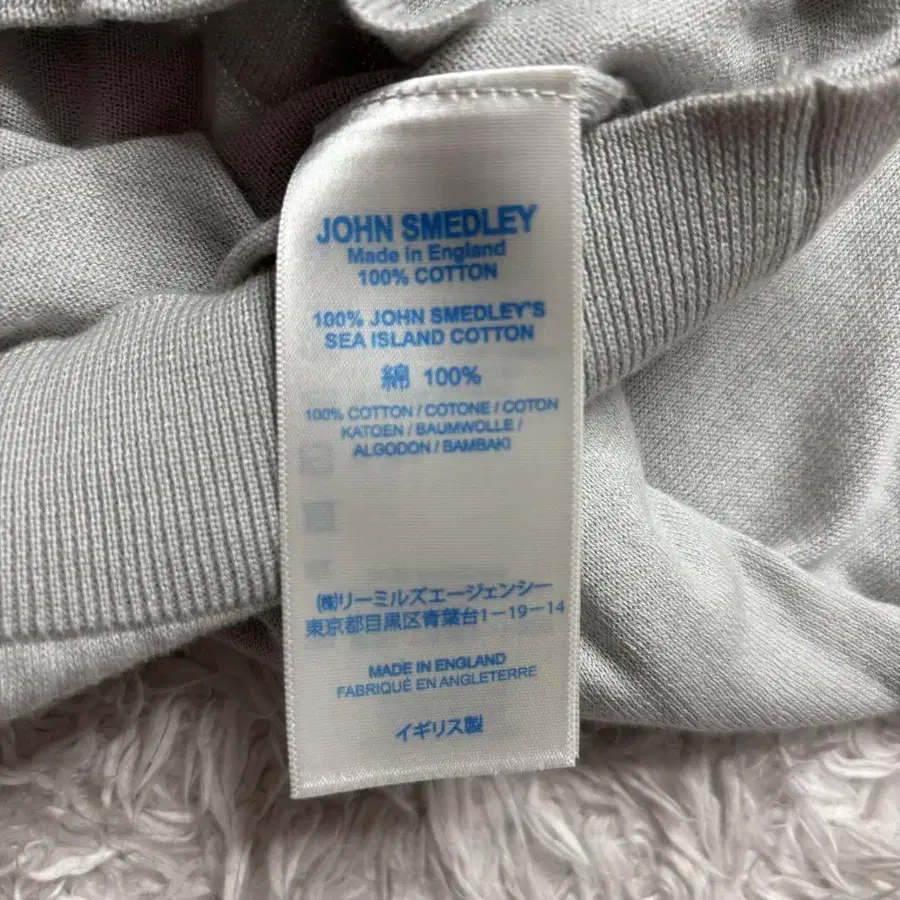 JOHN SMEDLEY
Made in England
100% COTTON
100% JOHN SMEDLEY'S
SEA ISLAND COTTON
綿 100%
100% COTTON / COTONE / COTON
KATOEN / BAUMWOLLE /
ALGODON / BAMBAKI
㈱リーミルズエージェンシー
東京都目黒区青葉台1-19-14
MADE IN ENGLAND
FABRIQUÉ EN ANGLETERRE
イギリス製